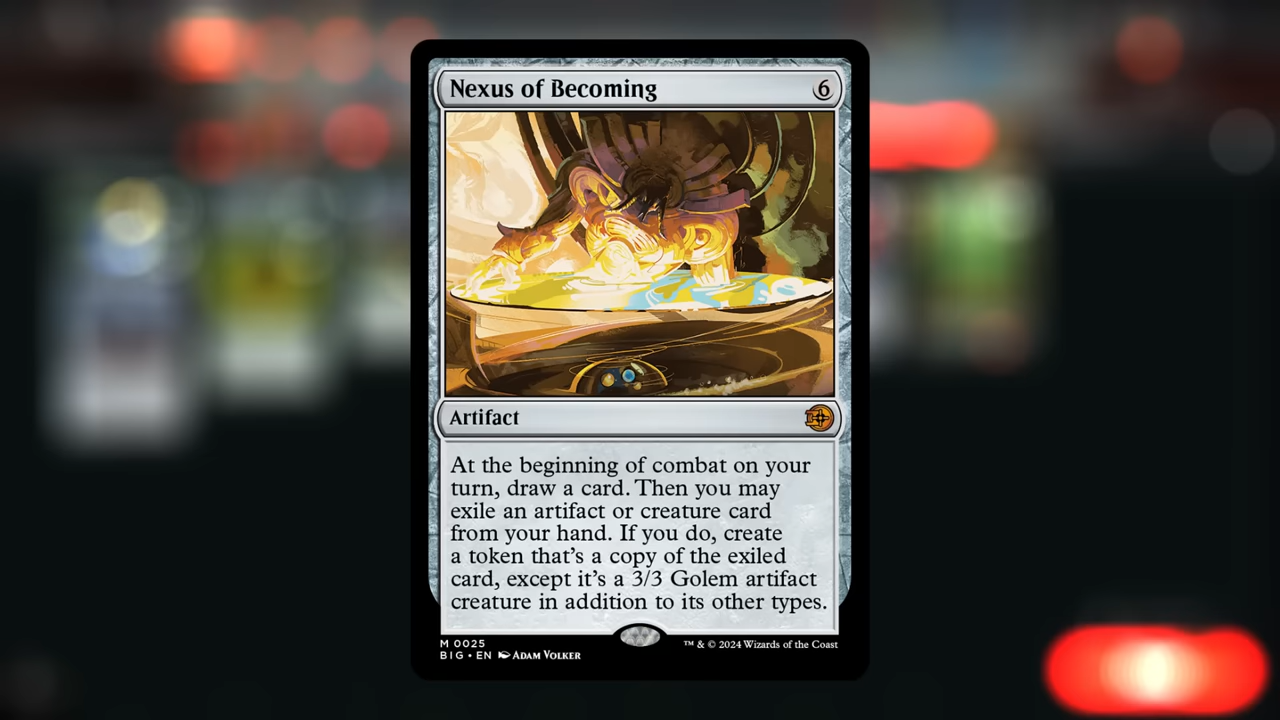 Nexus of Becoming 6
Artifact
At the beginning of combat on your
turn, draw a card. Then you may
exile an artifact or creature card
from your hand. If you do, create
a token that's a copy of the exiled
card, except it's a 3/3 Golem artifact
creature in addition to its other types.
M 0025
BIG • EN ADAM VOLKER
™ & © 2024 Wizards of the Coast